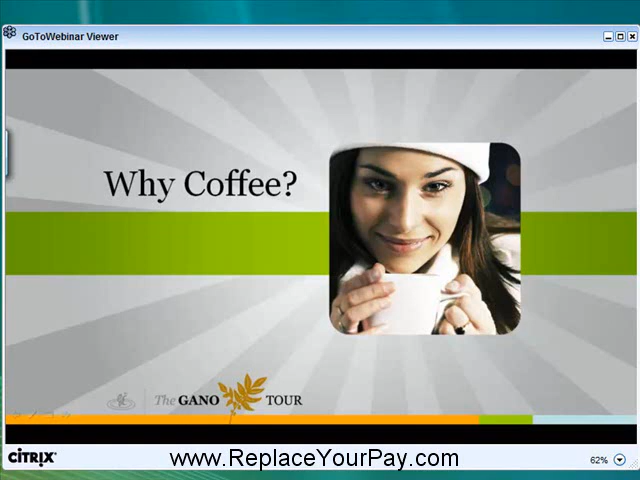 GoToWebinar Viewer
Why Coffee?
The GANO TOUR
CITRIX
www.ReplaceYourPay.com
62%